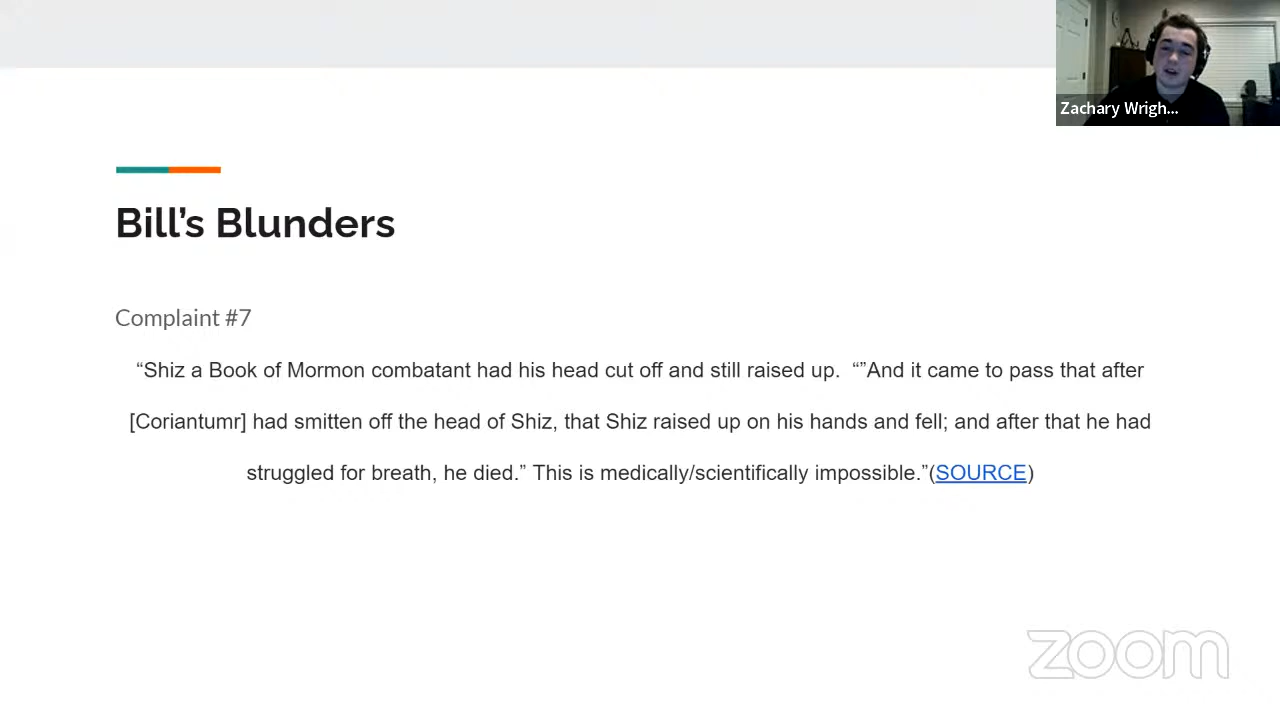 Zachary Wrigh...
Bill’s Blunders
Complaint #7
“Shiz a Book of Mormon combatant had his head cut off and still raised up.  “”And it came to pass that after
[Coriantumr] had smitten off the head of Shiz, that Shiz raised up on his hands and fell; and after that he had
struggled for breath, he died.” This is medically/scientifically impossible.”(SOURCE)
zoom